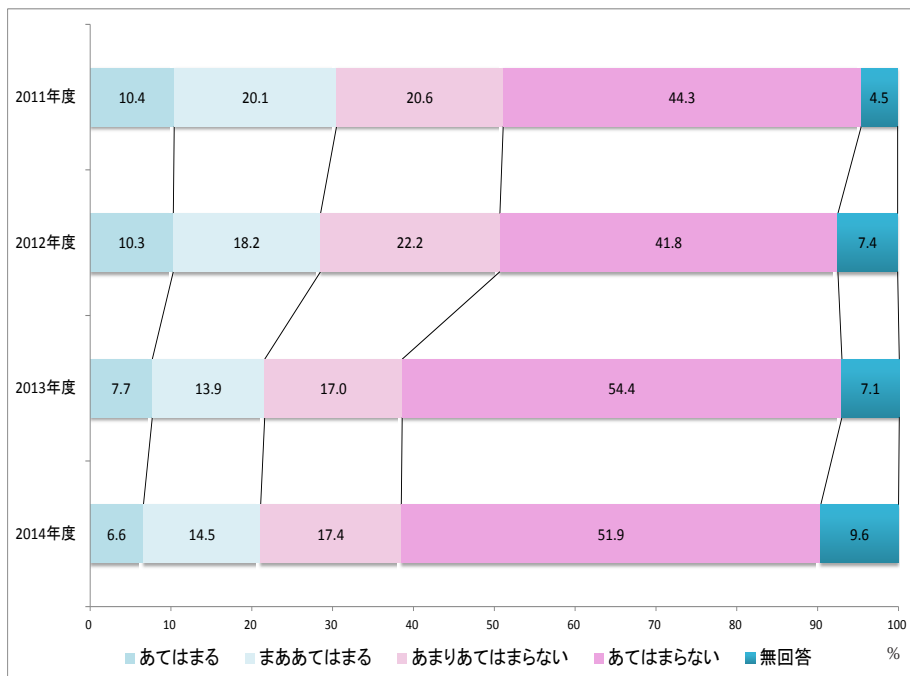 2011年度 10.4 20.1 20.6 44.3 4.5
2012年度 10.3 18.2 22.2 41.8 7.4
2013年度 7.7 13.9 17.0 54.4 7.1
2014年度 6.6 14.5 17.4 51.9 9.6
0 10 20 30 40 50 60 70 80 90 100
あてはまる まああてはまる あまりあてはまらない あてはまらない 無回答 %